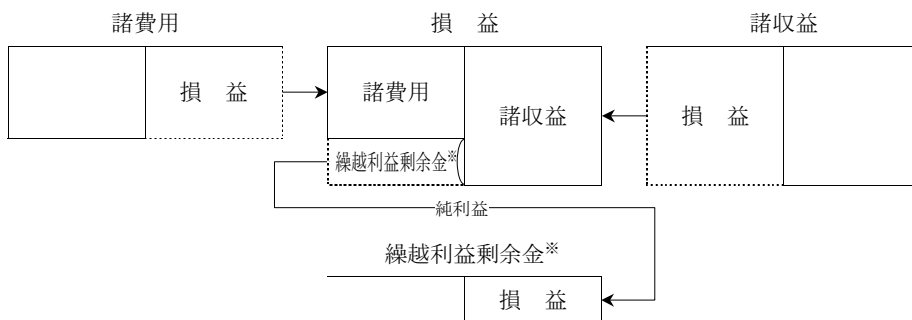 諸費用
損　益
諸収益
損　益
諸費用
諸収益
損　益
繰越利益剰余金※
純利益
繰越利益剰余金※
損　益